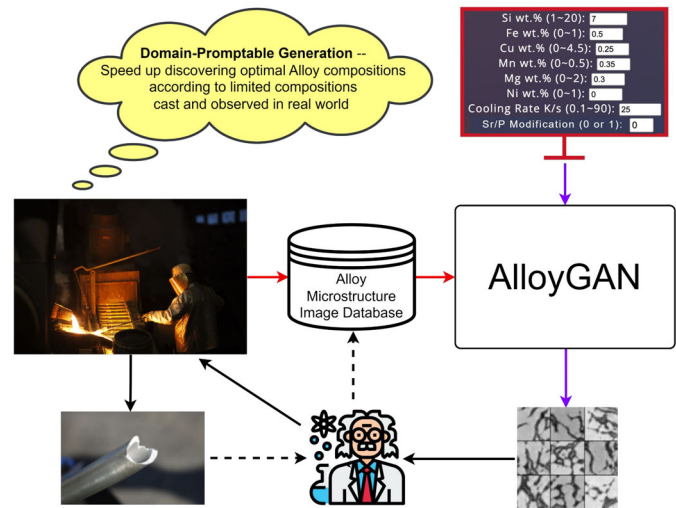 Domain-Promptable Generation --
Speed up discovering optimal Alloy compositions
according to limited compositions
cast and observed in real world
Si wt.% (1~20): 7
Fe wt.% (0~1): 0.5
Cu wt.% (0~4.5): 0.25
Mn wt.% (0~0.5): 0.35
Mg wt.% (0~2): 0.3
Ni wt.% (0~1): 0
Cooling Rate K/s (0.1~90): 25
Sr/P Modification (0 or 1): 0
Alloy
Microstructure
Image Database
AlloyGAN